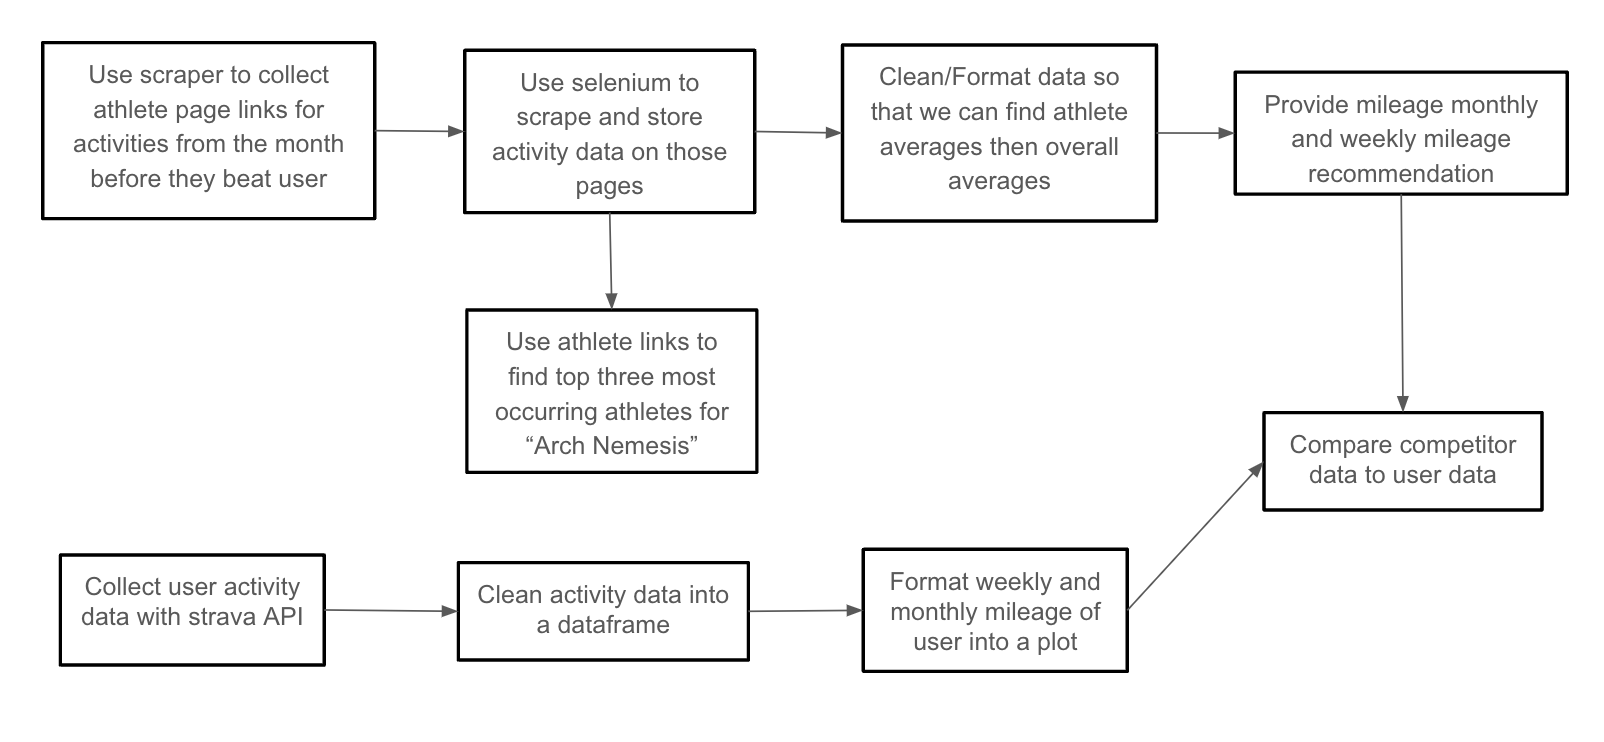 Use scraper to collect
athlete page links for
activities from the month
before they beat user
Use selenium to
scrape and store
activity data on those
pages
Clean/Format data so
that we can find athlete
averages then overall
averages
Provide mileage monthly
and weekly mileage
recommendation
Use athlete links to
find top three most
occurring athletes for
“Arch Nemesis”
Compare competitor
data to user data
Collect user activity
data with strava API
Clean activity data into
a dataframe
Format weekly and
monthly mileage of
user into a plot